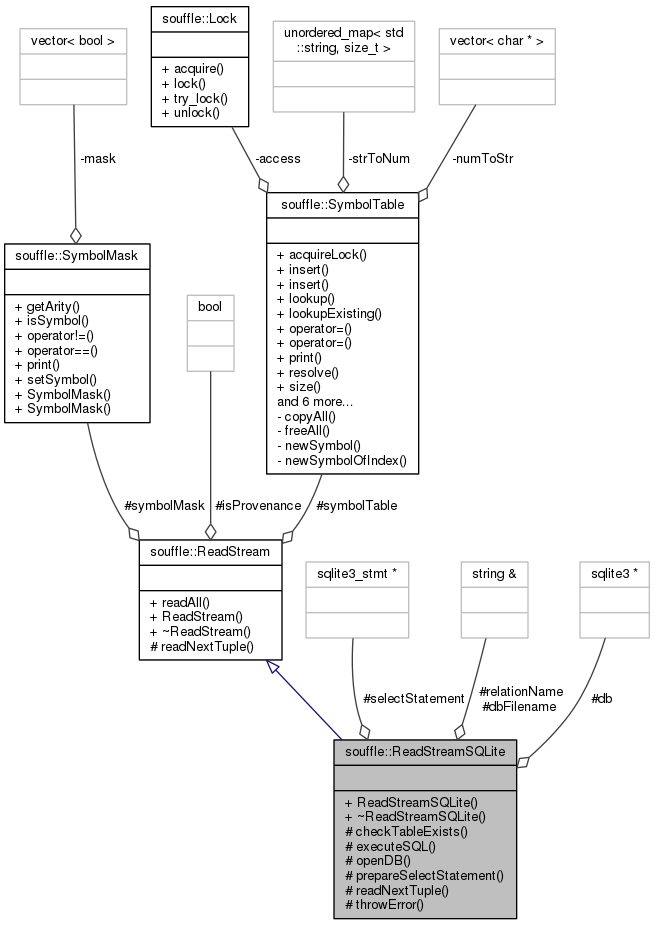 souffle::Lock
+ acquire()
+ lock()
+ try_lock()
+ unlock()
vector< bool >
unordered_map< std
::string, size_t >
vector< char * >
-mask
-access
-strToNum
-numToStr
souffle::SymbolTable
+ acquireLock()
+ insert()
+ insert()
+ lookup()
+ lookupExisting()
+ operator=()
+ operator=()
+ print()
+ resolve()
+ size()
and 6 more...
- copyAll()
- freeAll()
- newSymbol()
- newSymbolOfIndex()
souffle::SymbolMask
+ getArity()
+ isSymbol()
+ operator!=()
+ operator==()
+ print()
+ setSymbol()
+ SymbolMask()
+ SymbolMask()
bool
#symbolMask
#isProvenance
#symbolTable
souffle::ReadStream
+ readAll()
+ ReadStream()
+ ~ReadStream()
# readNextTuple()
sqlite3_stmt *
string &
sqlite3 *
#selectStatement
#relationName
#dbFilename
#db
souffle::ReadStreamSQLite
+ ReadStreamSQLite()
+ ~ReadStreamSQLite()
# checkTableExists()
# executeSQL()
# openDB()
# prepareSelectStatement()
# readNextTuple()
# throwError()